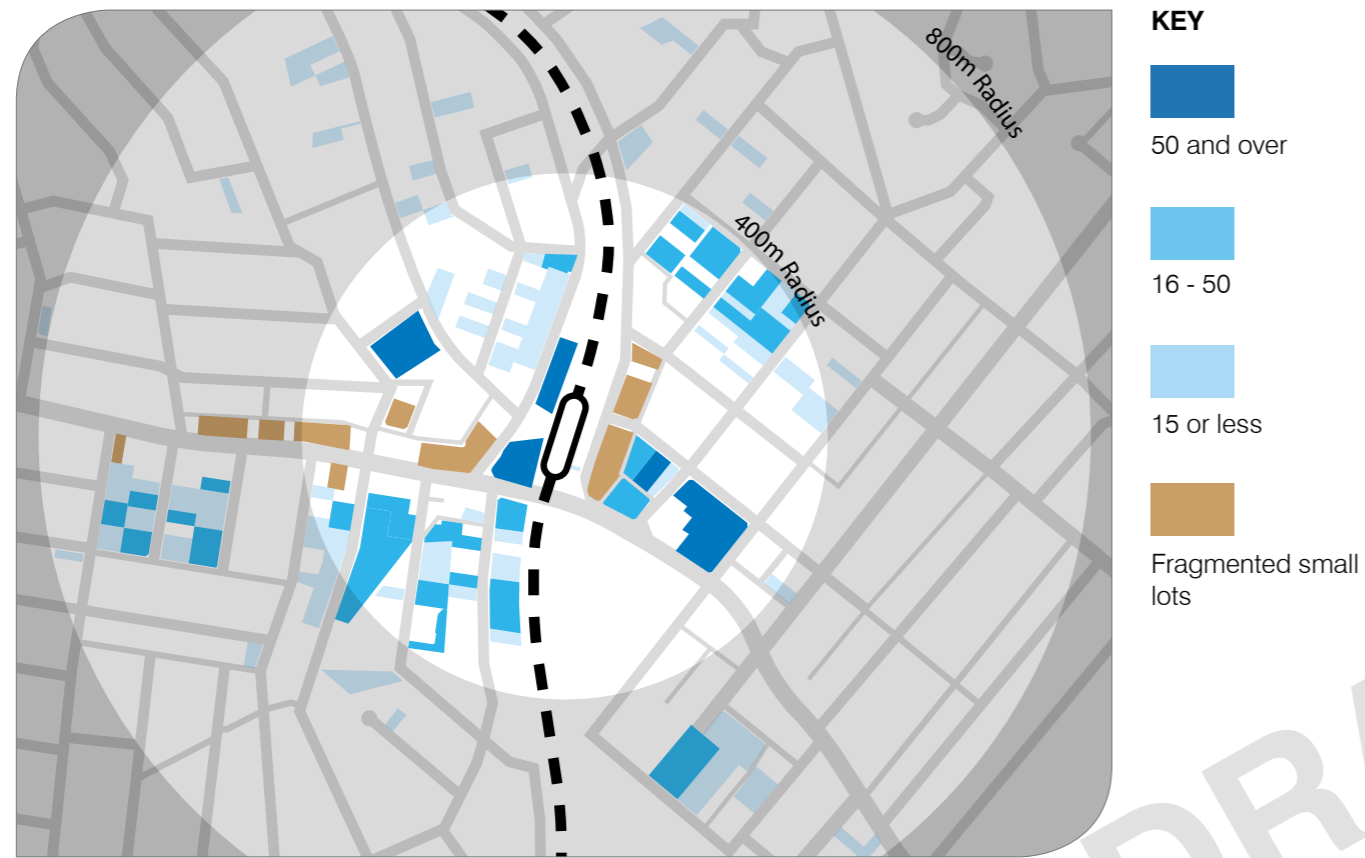 KEY
800m Radius
50 and over
16 - 50
400m Radius
15 or less
Fragmented small
lots